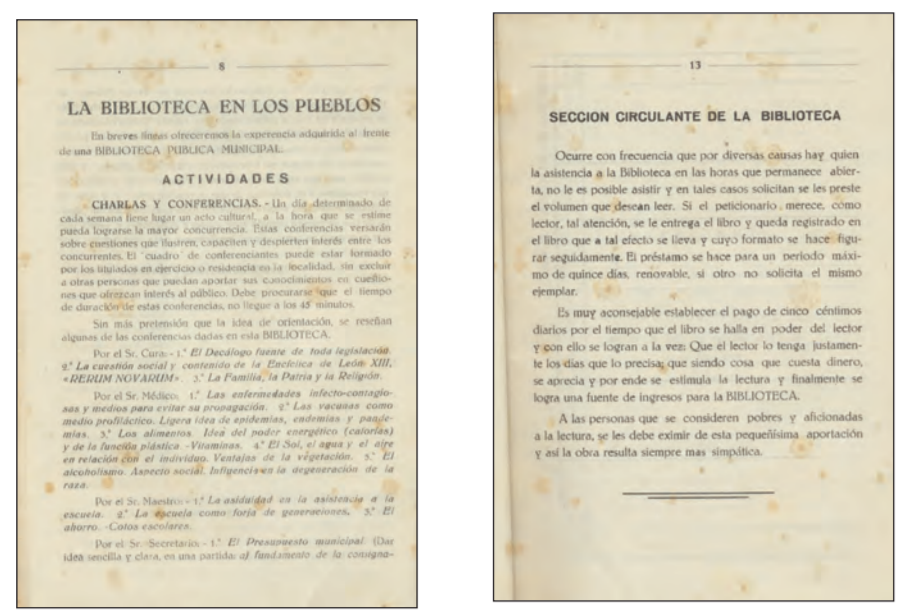 8
LA BIBLIOTECA EN LOS PUEBLOS
En breves líneas ofreceremos la experencia adquirida al frente
de una BIBLIOTECA PUBLICA MUNICIPAL.
ACTIVIDADES
CHARLAS Y CONFERENCIAS. - Un día determinado de
cada semana tiene lugar un acto cultural, a la hora que se estime
pueda lograrse la mayor concurrencia. Estas conferencias versarán
sobre cuestiones que ilustren, capaciten y despierten interés entre los
concurrentes. El cuadro de conferenciantes puede estar formado
por los titulados en ejercicio o residencia en la localidad, sin excluir
a otras personas que puedan aportar sus conocimientos en cuestio-
nes que ofrezcan interés al público. Debe procurarse que el tiempo
de duración de estas conferencias, no llegue a los 45 minutos.
Sin más pretensión que la idea de orientación, se reseñan
algunas de las conferencias dadas en esta BIBLIOTECA.
Por el Sr. Cura: - 1.ª El Decálogo fuente de toda legislación.
2.ª La cuestión social y contenido de la Encíclica de León XIII,
«RERUM NOVARUM». 3.ª La Familia, la Patria y la Religión.
Por el Sr. Médico: 1.ª Las enfermedades infecto-contagio-
sas y medios para evitar su propagación. 2.ª Las vacunas como
medio profiláctico. Ligera idea de epidemias, endemias y pande-
mias. 3.ª Los alimentos. Idea del poder energético (calorías)
y de la función plástica -Vitaminas. 4.ª El Sol, el agua y el aire
en relación con el individuo. Ventajas de la vegetación. 5.ª El
alcoholismo. Aspecto social. Influencia en la degeneración de la
raza.
Por el Sr. Maestro: - 1.ª La asiduidad en la asistencia a la
escuela. 2.ª La escuela como forja de generaciones. 3.ª El
ahorro. -Cotos escolares.
Por el Sr. Secretario: - 1.ª El Presupuesto municipal. (Dar
idea sencilla y clara, en una partida: a) fundamento de la consigna-
13
SECCION CIRCULANTE DE LA BIBLIOTECA
Ocurre con frecuencia que por diversas causas hay quien
la asistencia a la Biblioteca en las horas que permanece abier-
ta, no le es posible asistir y en tales casos solicitan se les preste
el volumen que desean leer. Si el peticionario, merece, como
lector, tal atención, se le entrega el libro y queda registrado en
el libro que a tal efecto se lleva y cuyo formato se hace figu-
rar seguidamente. El préstamo se hace para un periodo máxi-
mo de quince días, renovable, si otro no solicita el mismo
ejemplar.
Es muy aconsejable establecer el pago de cinco céntimos
diarios por el tiempo que el libro se halla en poder del lector
y con ello se logran a la vez: Que el lector lo tenga justamen-
te los días que lo precisa; que siendo cosa que cuesta dinero,
se aprecia y por ende se estimula la lectura y finalmente se
logra una fuente de ingresos para la BIBLIOTECA.
A las personas que se consideren pobres y aficionadas
a la lectura, se les debe eximir de esta pequeñísima aportación
y así la obra resulta siempre mas simpática.